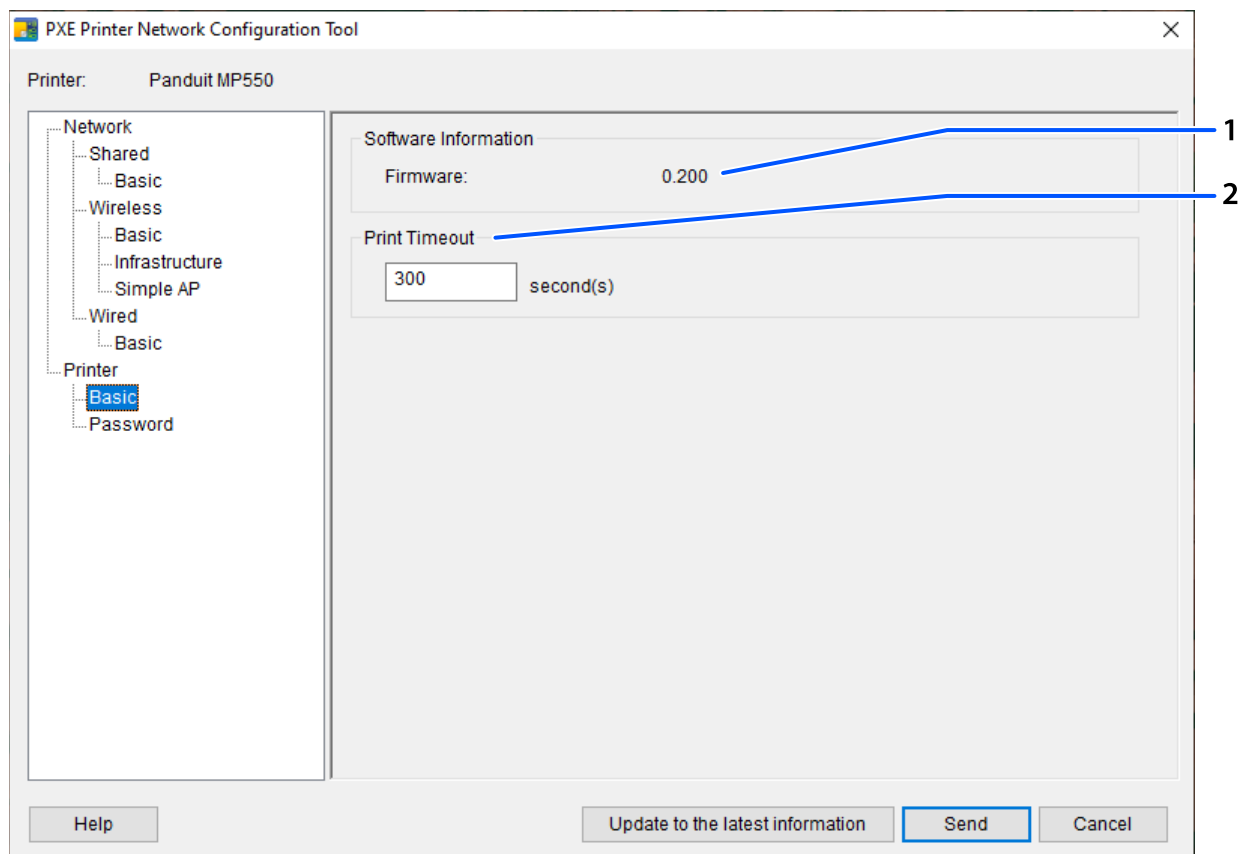 PXE Printer Network Configuration Tool
Printer: Panduit MP550
Network
Shared
Basic
Wireless
Basic
Infrastructure
Simple AP
Wired
Basic
Printer
Basic
Password
Software Information
Firmware: 0.200
1
2
Print Timeout
300 second(s)
Help
Update to the latest information
Send
Cancel